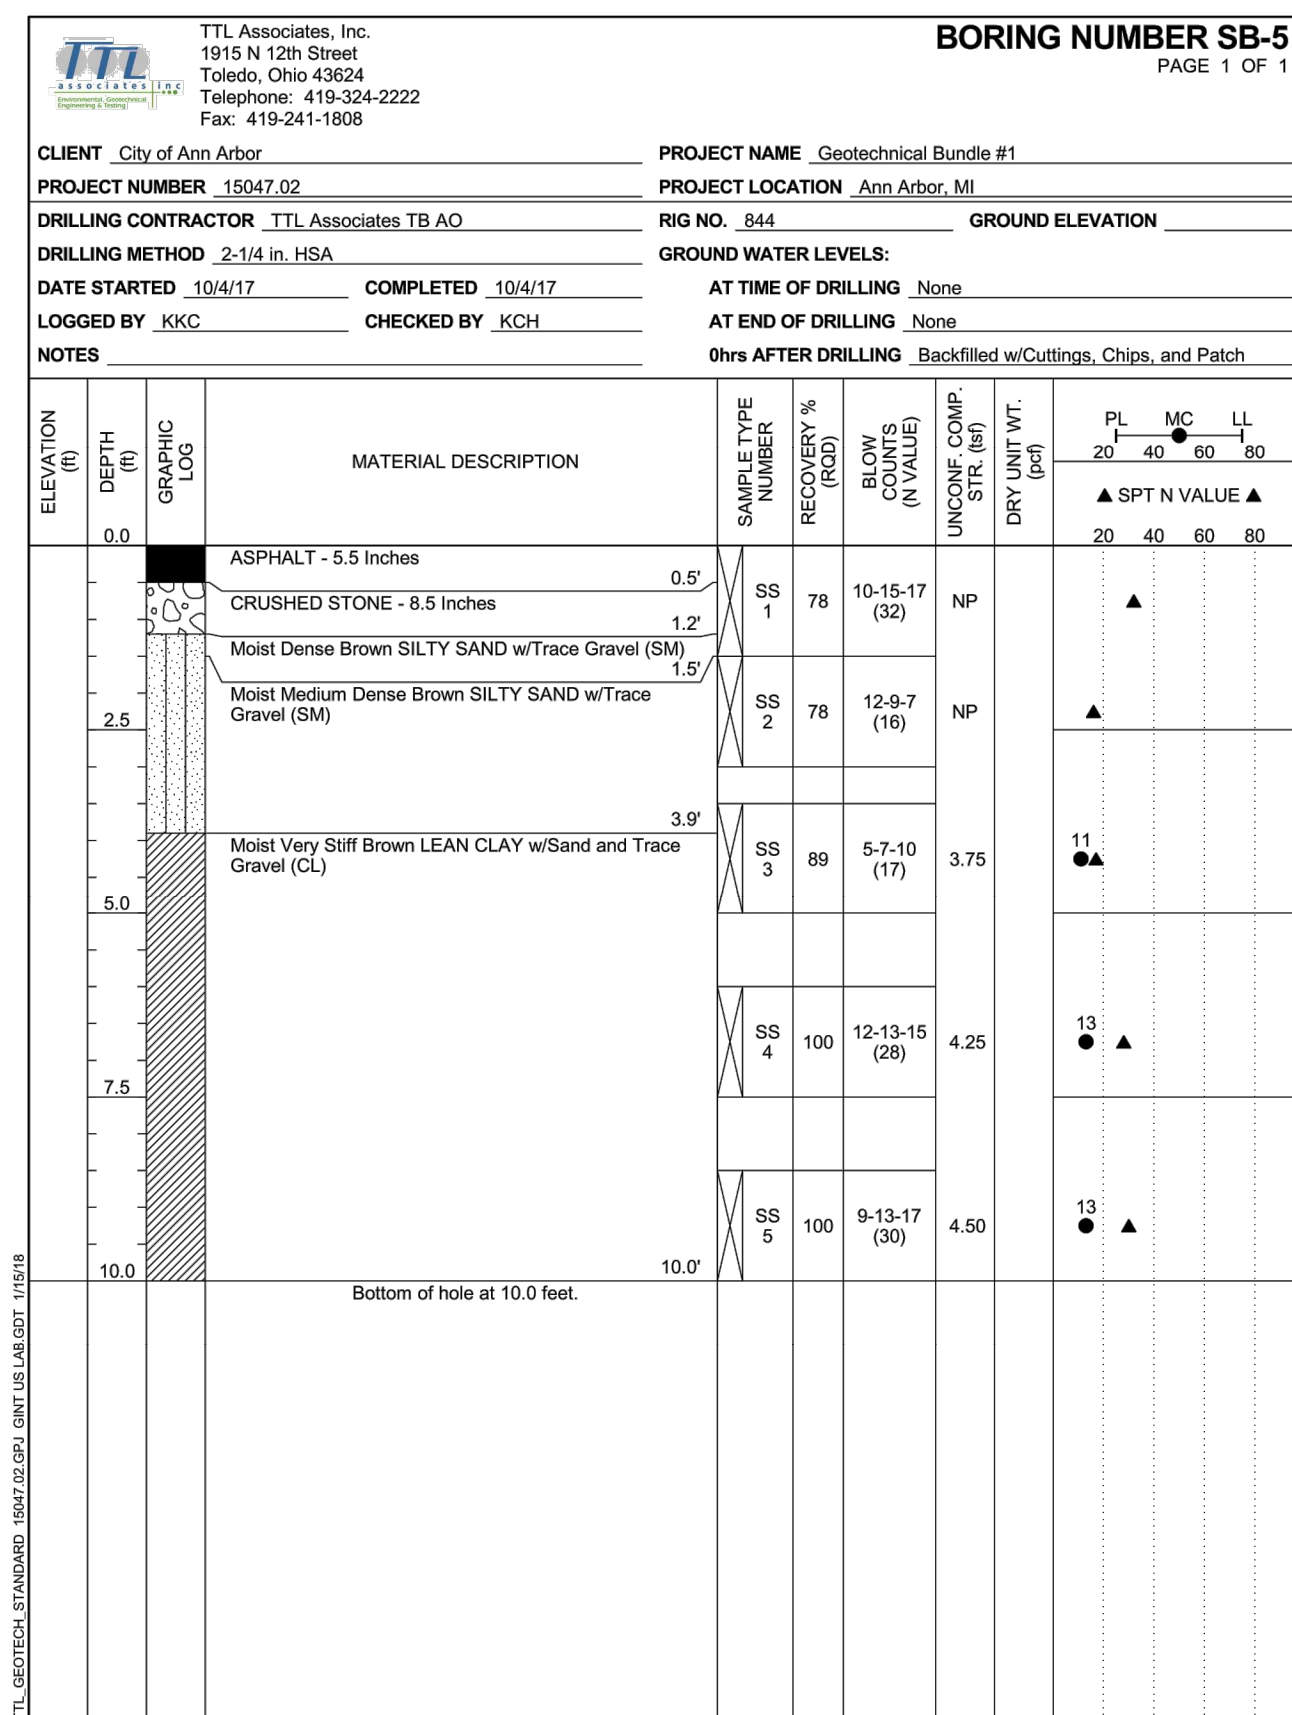 TTL
associates inc
Environmental, Geotechnical
Engineering & Testing
TTL Associates, Inc.
1915 N 12th Street
Toledo, Ohio 43624
Telephone: 419-324-2222
Fax: 419-241-1808
BORING NUMBER SB-5
PAGE 1 OF 1
CLIENT City of Ann Arbor
PROJECT NAME Geotechnical Bundle #1
PROJECT NUMBER 15047.02
PROJECT LOCATION Ann Arbor, MI
DRILLING CONTRACTOR TTL Associates TB AO
RIG NO. 844 GROUND ELEVATION
DRILLING METHOD 2-1/4 in. HSA
GROUND WATER LEVELS:
DATE STARTED 10/4/17 COMPLETED 10/4/17
AT TIME OF DRILLING None
LOGGED BY KKC CHECKED BY KCH
AT END OF DRILLING None
NOTES
0hrs AFTER DRILLING Backfilled w/Cuttings, Chips, and Patch
ELEVATION
(ft)
DEPTH
(ft)
0.0
GRAPHIC
LOG
MATERIAL DESCRIPTION
SAMPLE TYPE
NUMBER
RECOVERY %
(RQD)
BLOW
COUNTS
(N VALUE)
UNCONF. COMP.
STR. (tsf)
DRY UNIT WT.
(pcf)
PL MC LL
20 40 60 80
▲ SPT N VALUE ▲
20 40 60 80
ASPHALT - 5.5 Inches
0.5'
CRUSHED STONE - 8.5 Inches
1.2'
Moist Dense Brown SILTY SAND w/Trace Gravel (SM)
1.5'
SS
1
78
10-15-17
(32)
NP
Moist Medium Dense Brown SILTY SAND w/Trace
Gravel (SM)
2.5
3.9'
SS
2
78
12-9-7
(16)
NP
Moist Very Stiff Brown LEAN CLAY w/Sand and Trace
Gravel (CL)
SS
3
89
5-7-10
(17)
3.75
11
5.0
SS
4
100
12-13-15
(28)
4.25
13
7.5
SS
5
100
9-13-17
(30)
4.50
13
10.0
10.0'
Bottom of hole at 10.0 feet.
TTL_GEOTECH_STANDARD 15047.02.GPJ GINT US LAB.GDT 1/15/18